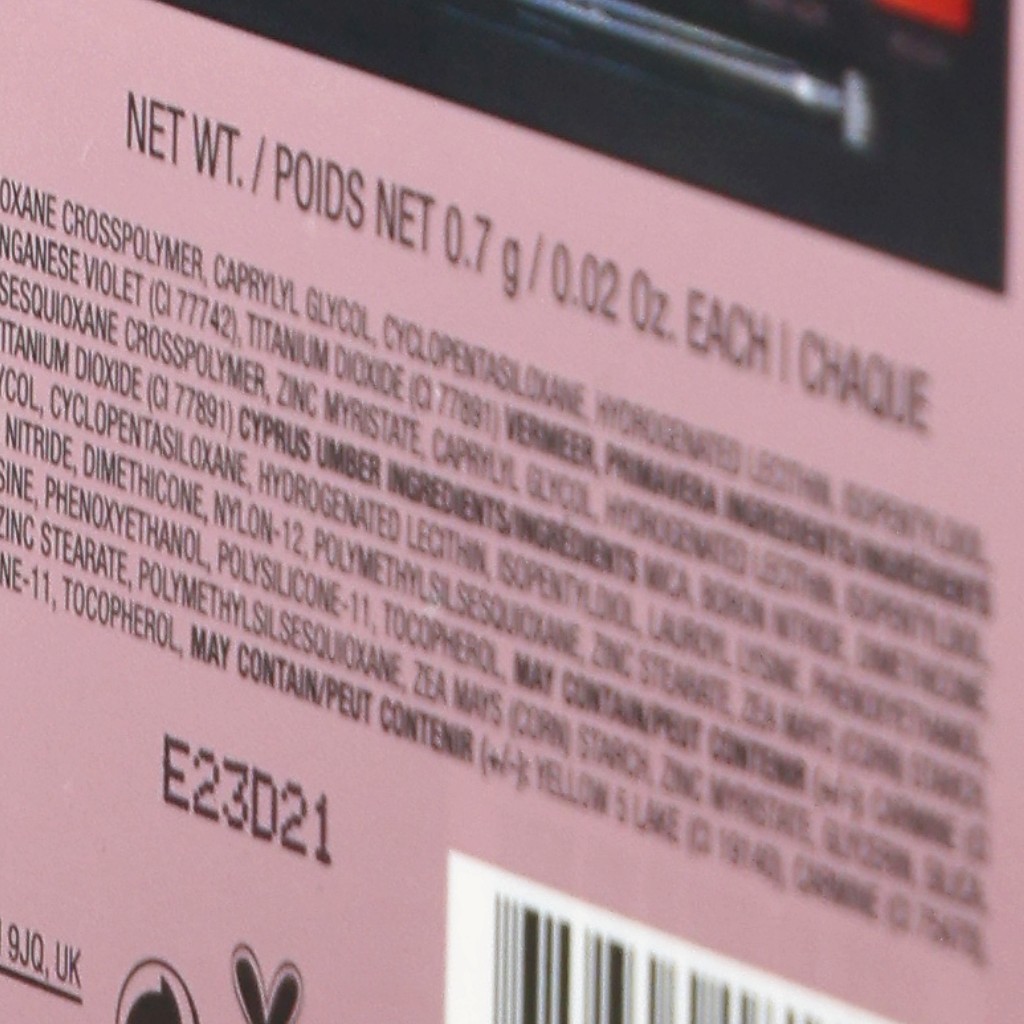 NET WT. / POIDS NET 0.7 g / 0.02 Oz. EACH | CHAQUE
OXANE CROSSPOLYMER, CAPRYLYL GLYCOL, CYCLOPENTASILOXANE, HYDROGENATED LECITHIN, ISOPENTYLDIOL,
NGANESE VIOLET (CI 77742), TITANIUM DIOXIDE (CI 77891) VERMEER, PRIMAVERA INGREDIENTS/INGRÉDIENTS
SESQUIOXANE CROSSPOLYMER, ZINC MYRISTATE, CAPRYLYL GLYCOL, HYDROGENATED LECITHIN, ISOPENTYLDIOL,
ITANIUM DIOXIDE (CI 77891) CYPRUS UMBER INGREDIENTS/INGRÉDIENTS MICA, BORON NITRIDE, DIMETHICONE
YCOL, CYCLOPENTASILOXANE, HYDROGENATED LECITHIN, ISOPENTYLDIOL, LAUROYL LYSINE, PHENOXYETHANOL,
NITRIDE, DIMETHICONE, NYLON-12, POLYMETHYLSILSESQUIOXANE, ZINC STEARATE, ZEA MAYS (CORN) STARCH,
SINE, PHENOXYETHANOL, POLYSILICONE-11, TOCOPHEROL, MAY CONTAIN/PEUT CONTENIR (+/-): CARMINE (CI
ZINC STEARATE, POLYMETHYLSILSESQUIOXANE, ZEA MAYS (CORN) STARCH, ZINC MYRISTATE, GLYCERIN, SILICA,
NE-11, TOCOPHEROL, MAY CONTAIN/PEUT CONTENIR (+/-): YELLOW 5 LAKE (CI 19140), CARMINE (CI 75470),
E23D21
9JQ, UK